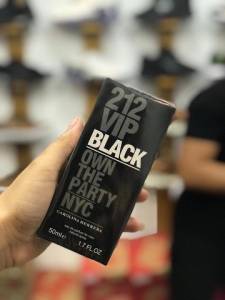 212
VIP
BLACK
OWN
THE
PARTY
NYC
CAROLINA HERRERA
50ml℮ 1.7 FL.OZ